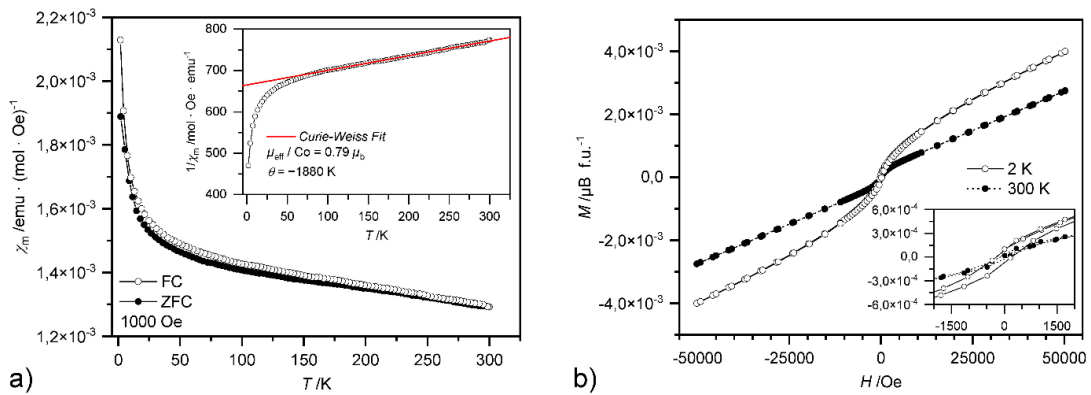 2,2×10⁻³
2,1×10⁻³
2,0×10⁻³
1,8×10⁻³
1,6×10⁻³
1,4×10⁻³
1,2×10⁻³
χm /emu · (mol · Oe)⁻¹
0 50 100 150 200 250 300
T /K
FC
ZFC
1000 Oe
800
700
600
500
400
1/χm /mol · Oe · emu⁻¹
Curie-Weiss Fit
μeff / Co = 0.79 μb
θ = −1880 K
0 50 100 150 200 250 300
T /K
a)
4,0×10⁻³
2,0×10⁻³
0,0
-2,0×10⁻³
-4,0×10⁻³
M /μB f.u.⁻¹
2 K
300 K
6,0×10⁻⁴
3,0×10⁻⁴
0,0
-3,0×10⁻⁴
-6,0×10⁻⁴
-1500 0 1500
-50000 -25000 0 25000 50000
H /Oe
b)